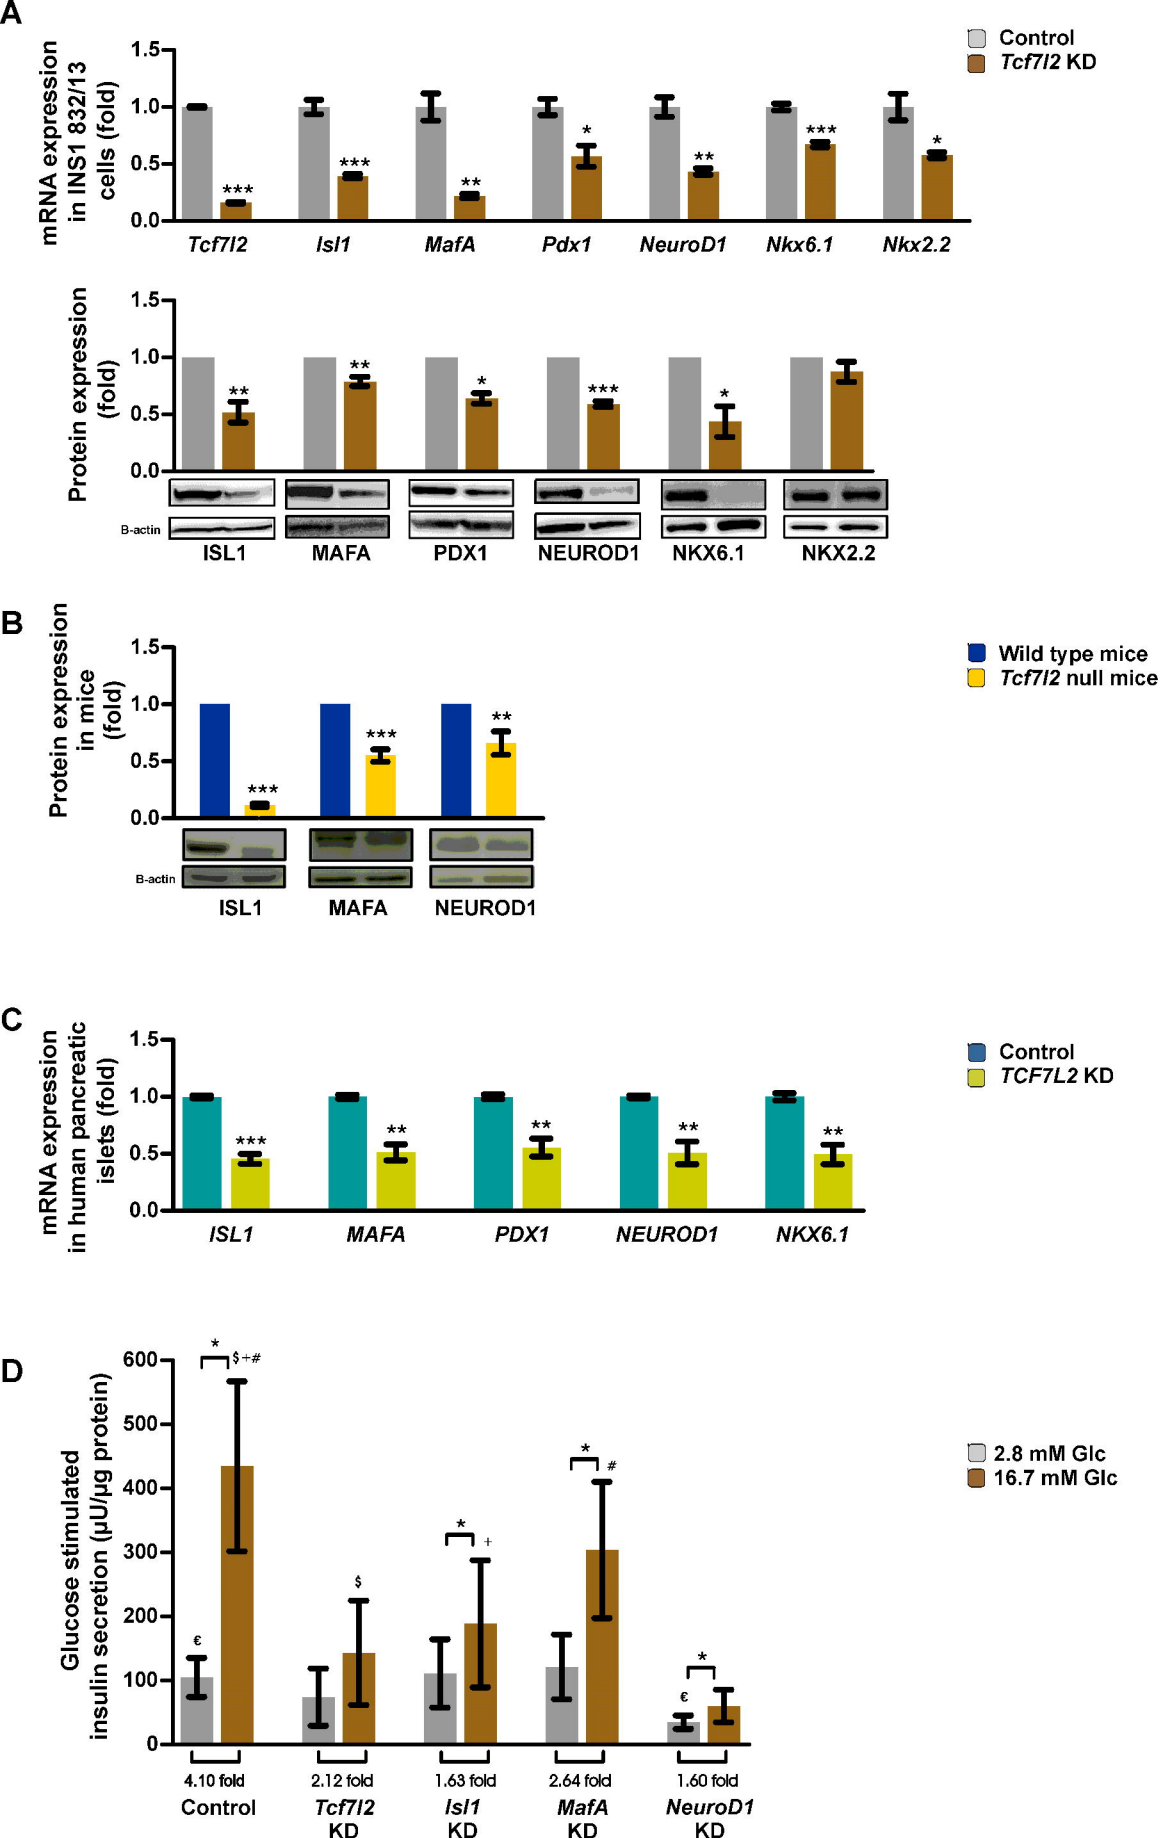 A
mRNA expression
in INS1 832/13
cells (fold)
1.5
1.0
0.5
0.0
*** *** ** * ** *** *
Tcf7l2 Isl1 MafA Pdx1 NeuroD1 Nkx6.1 Nkx2.2
Control
Tcf7l2 KD
Protein expression
(fold)
1.5
1.0
0.5
0.0
** ** * *** *
B-actin
ISL1 MAFA PDX1 NEUROD1 NKX6.1 NKX2.2
B
Protein expression
in mice
(fold)
1.5
1.0
0.5
0.0
*** *** **
B-actin
ISL1 MAFA NEUROD1
Wild type mice
Tcf7l2 null mice
C
mRNA expression
in human pancreatic
islets (fold)
1.5
1.0
0.5
0.0
*** ** ** ** **
ISL1 MAFA PDX1 NEUROD1 NKX6.1
Control
TCF7L2 KD
D
Glucose stimulated
insulin secretion (µU/µg protein)
600
500
400
300
200
100
0
* $+#
€
$
* +
* #
€ *
4.10 fold 2.12 fold 1.63 fold 2.64 fold 1.60 fold
Control Tcf7l2 Isl1 MafA NeuroD1
KD KD KD KD
2.8 mM Glc
16.7 mM Glc